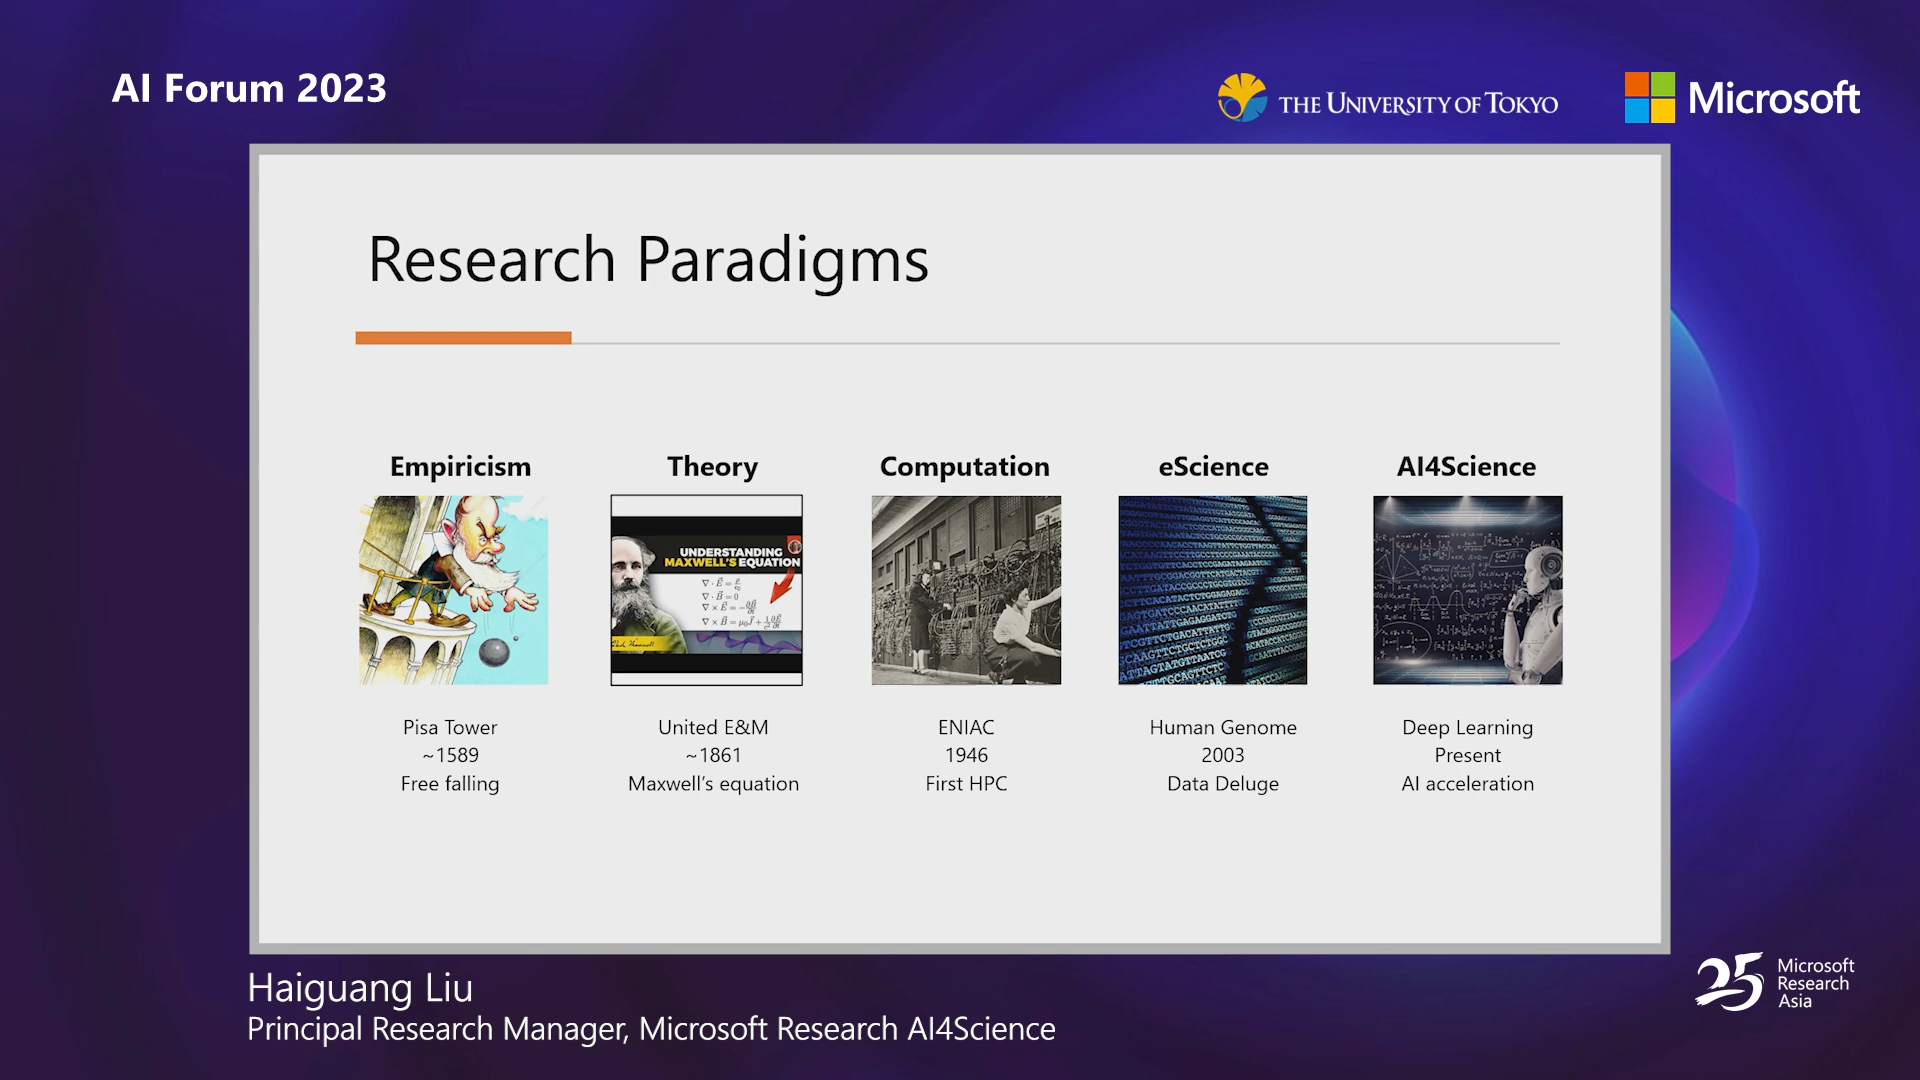 AI Forum 2023
THE UNIVERSITY OF TOKYO
Microsoft
Research Paradigms
Empiricism
Theory
Computation
eScience
AI4Science
UNDERSTANDING
MAXWELL'S EQUATION
Pisa Tower
~1589
Free falling
United E&M
~1861
Maxwell's equation
ENIAC
1946
First HPC
Human Genome
2003
Data Deluge
Deep Learning
Present
AI acceleration
Haiguang Liu
Principal Research Manager, Microsoft Research AI4Science
25
Microsoft
Research
Asia